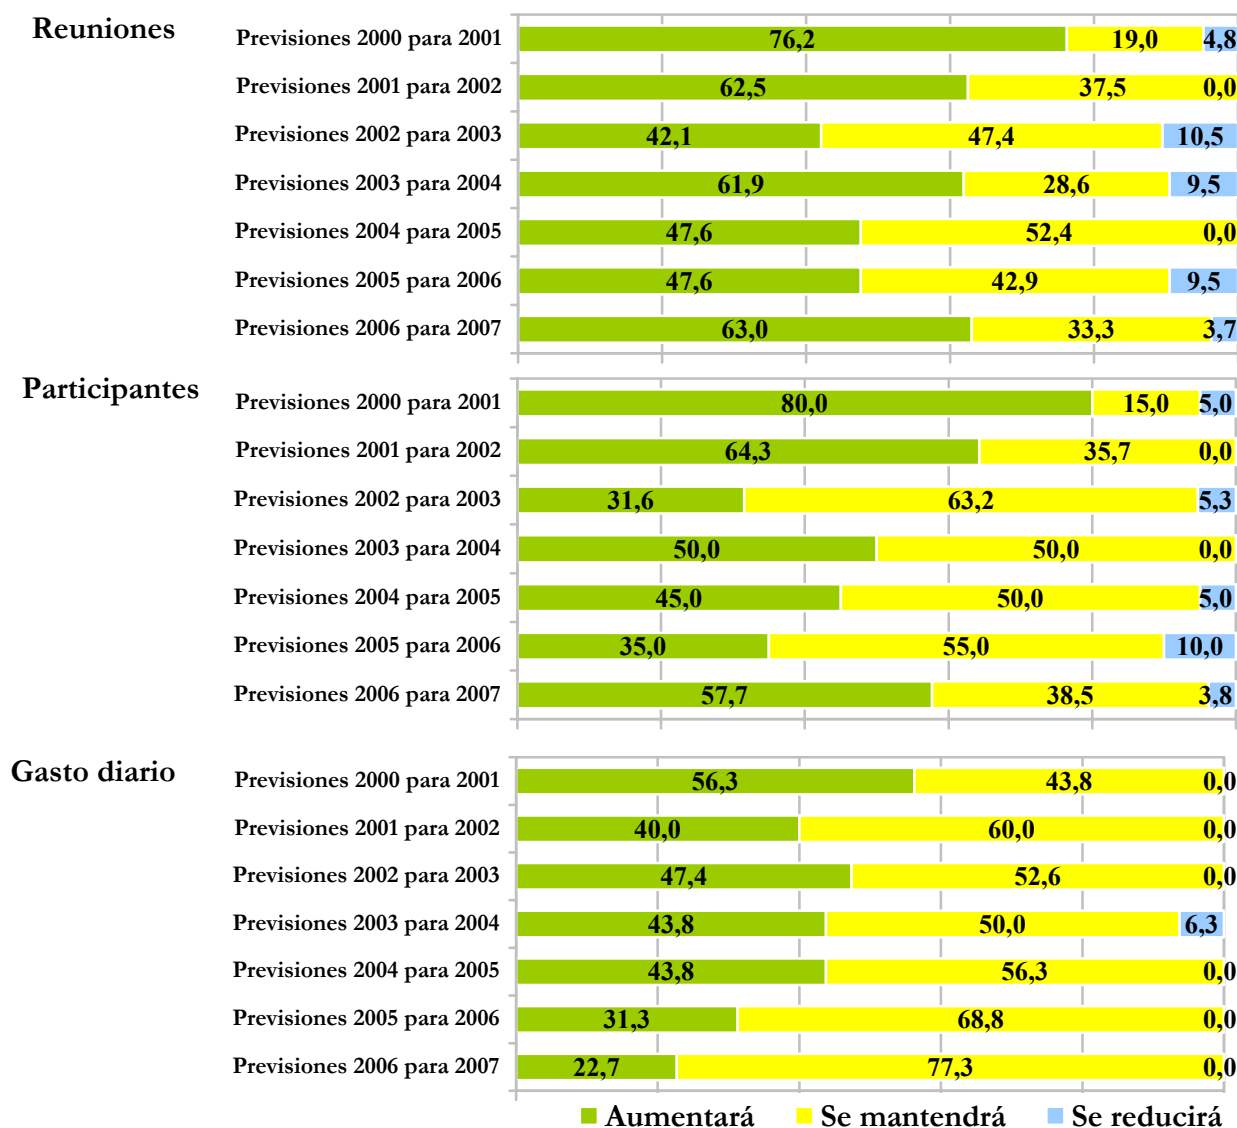 Reuniones
Previsiones 2000 para 2001 76,2 19,0 4,8
Previsiones 2001 para 2002 62,5 37,5 0,0
Previsiones 2002 para 2003 42,1 47,4 10,5
Previsiones 2003 para 2004 61,9 28,6 9,5
Previsiones 2004 para 2005 47,6 52,4 0,0
Previsiones 2005 para 2006 47,6 42,9 9,5
Previsiones 2006 para 2007 63,0 33,3 3,7
Participantes
Previsiones 2000 para 2001 80,0 15,0 5,0
Previsiones 2001 para 2002 64,3 35,7 0,0
Previsiones 2002 para 2003 31,6 63,2 5,3
Previsiones 2003 para 2004 50,0 50,0 0,0
Previsiones 2004 para 2005 45,0 50,0 5,0
Previsiones 2005 para 2006 35,0 55,0 10,0
Previsiones 2006 para 2007 57,7 38,5 3,8
Gasto diario
Previsiones 2000 para 2001 56,3 43,8 0,0
Previsiones 2001 para 2002 40,0 60,0 0,0
Previsiones 2002 para 2003 47,4 52,6 0,0
Previsiones 2003 para 2004 43,8 50,0 6,3
Previsiones 2004 para 2005 43,8 56,3 0,0
Previsiones 2005 para 2006 31,3 68,8 0,0
Previsiones 2006 para 2007 22,7 77,3 0,0
Aumentará Se mantendrá Se reducirá